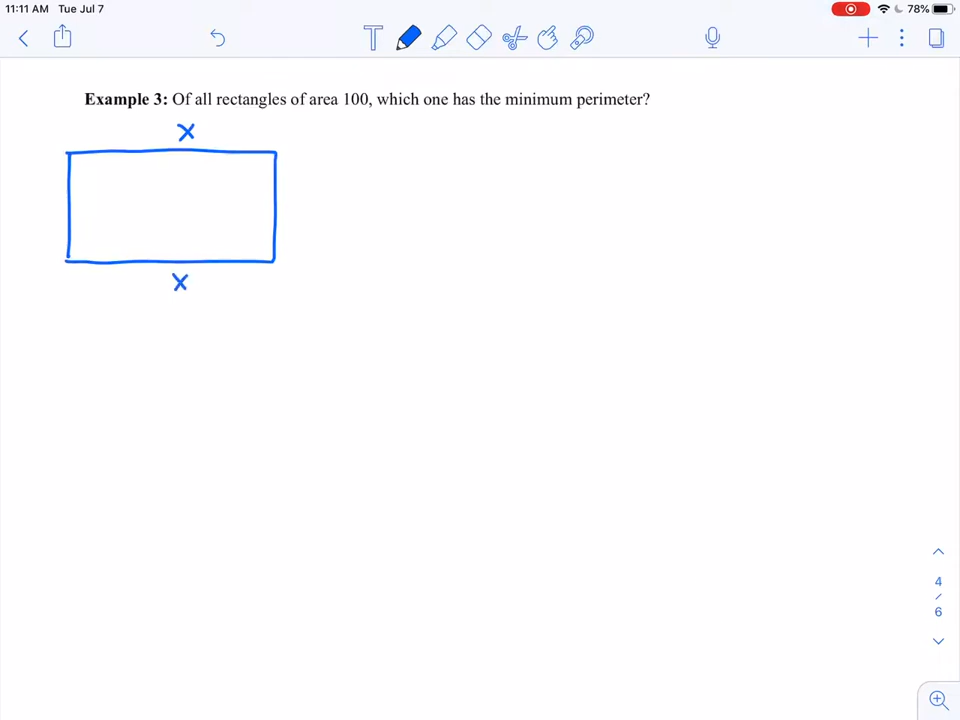 11:11 AM Tue Jul 7
78%
T
Example 3: Of all rectangles of area 100, which one has the minimum perimeter?
x
x
4
/
6